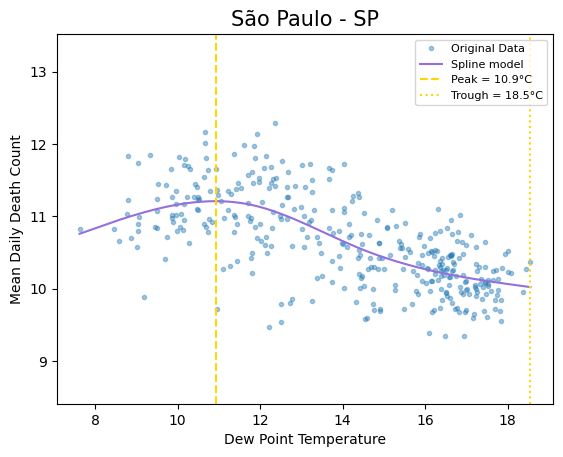 São Paulo - SP
Original Data
Spline model
Peak = 10.9°C
Trough = 18.5°C
Mean Daily Death Count
13
12
11
10
9
8
10
12
14
16
18
Dew Point Temperature